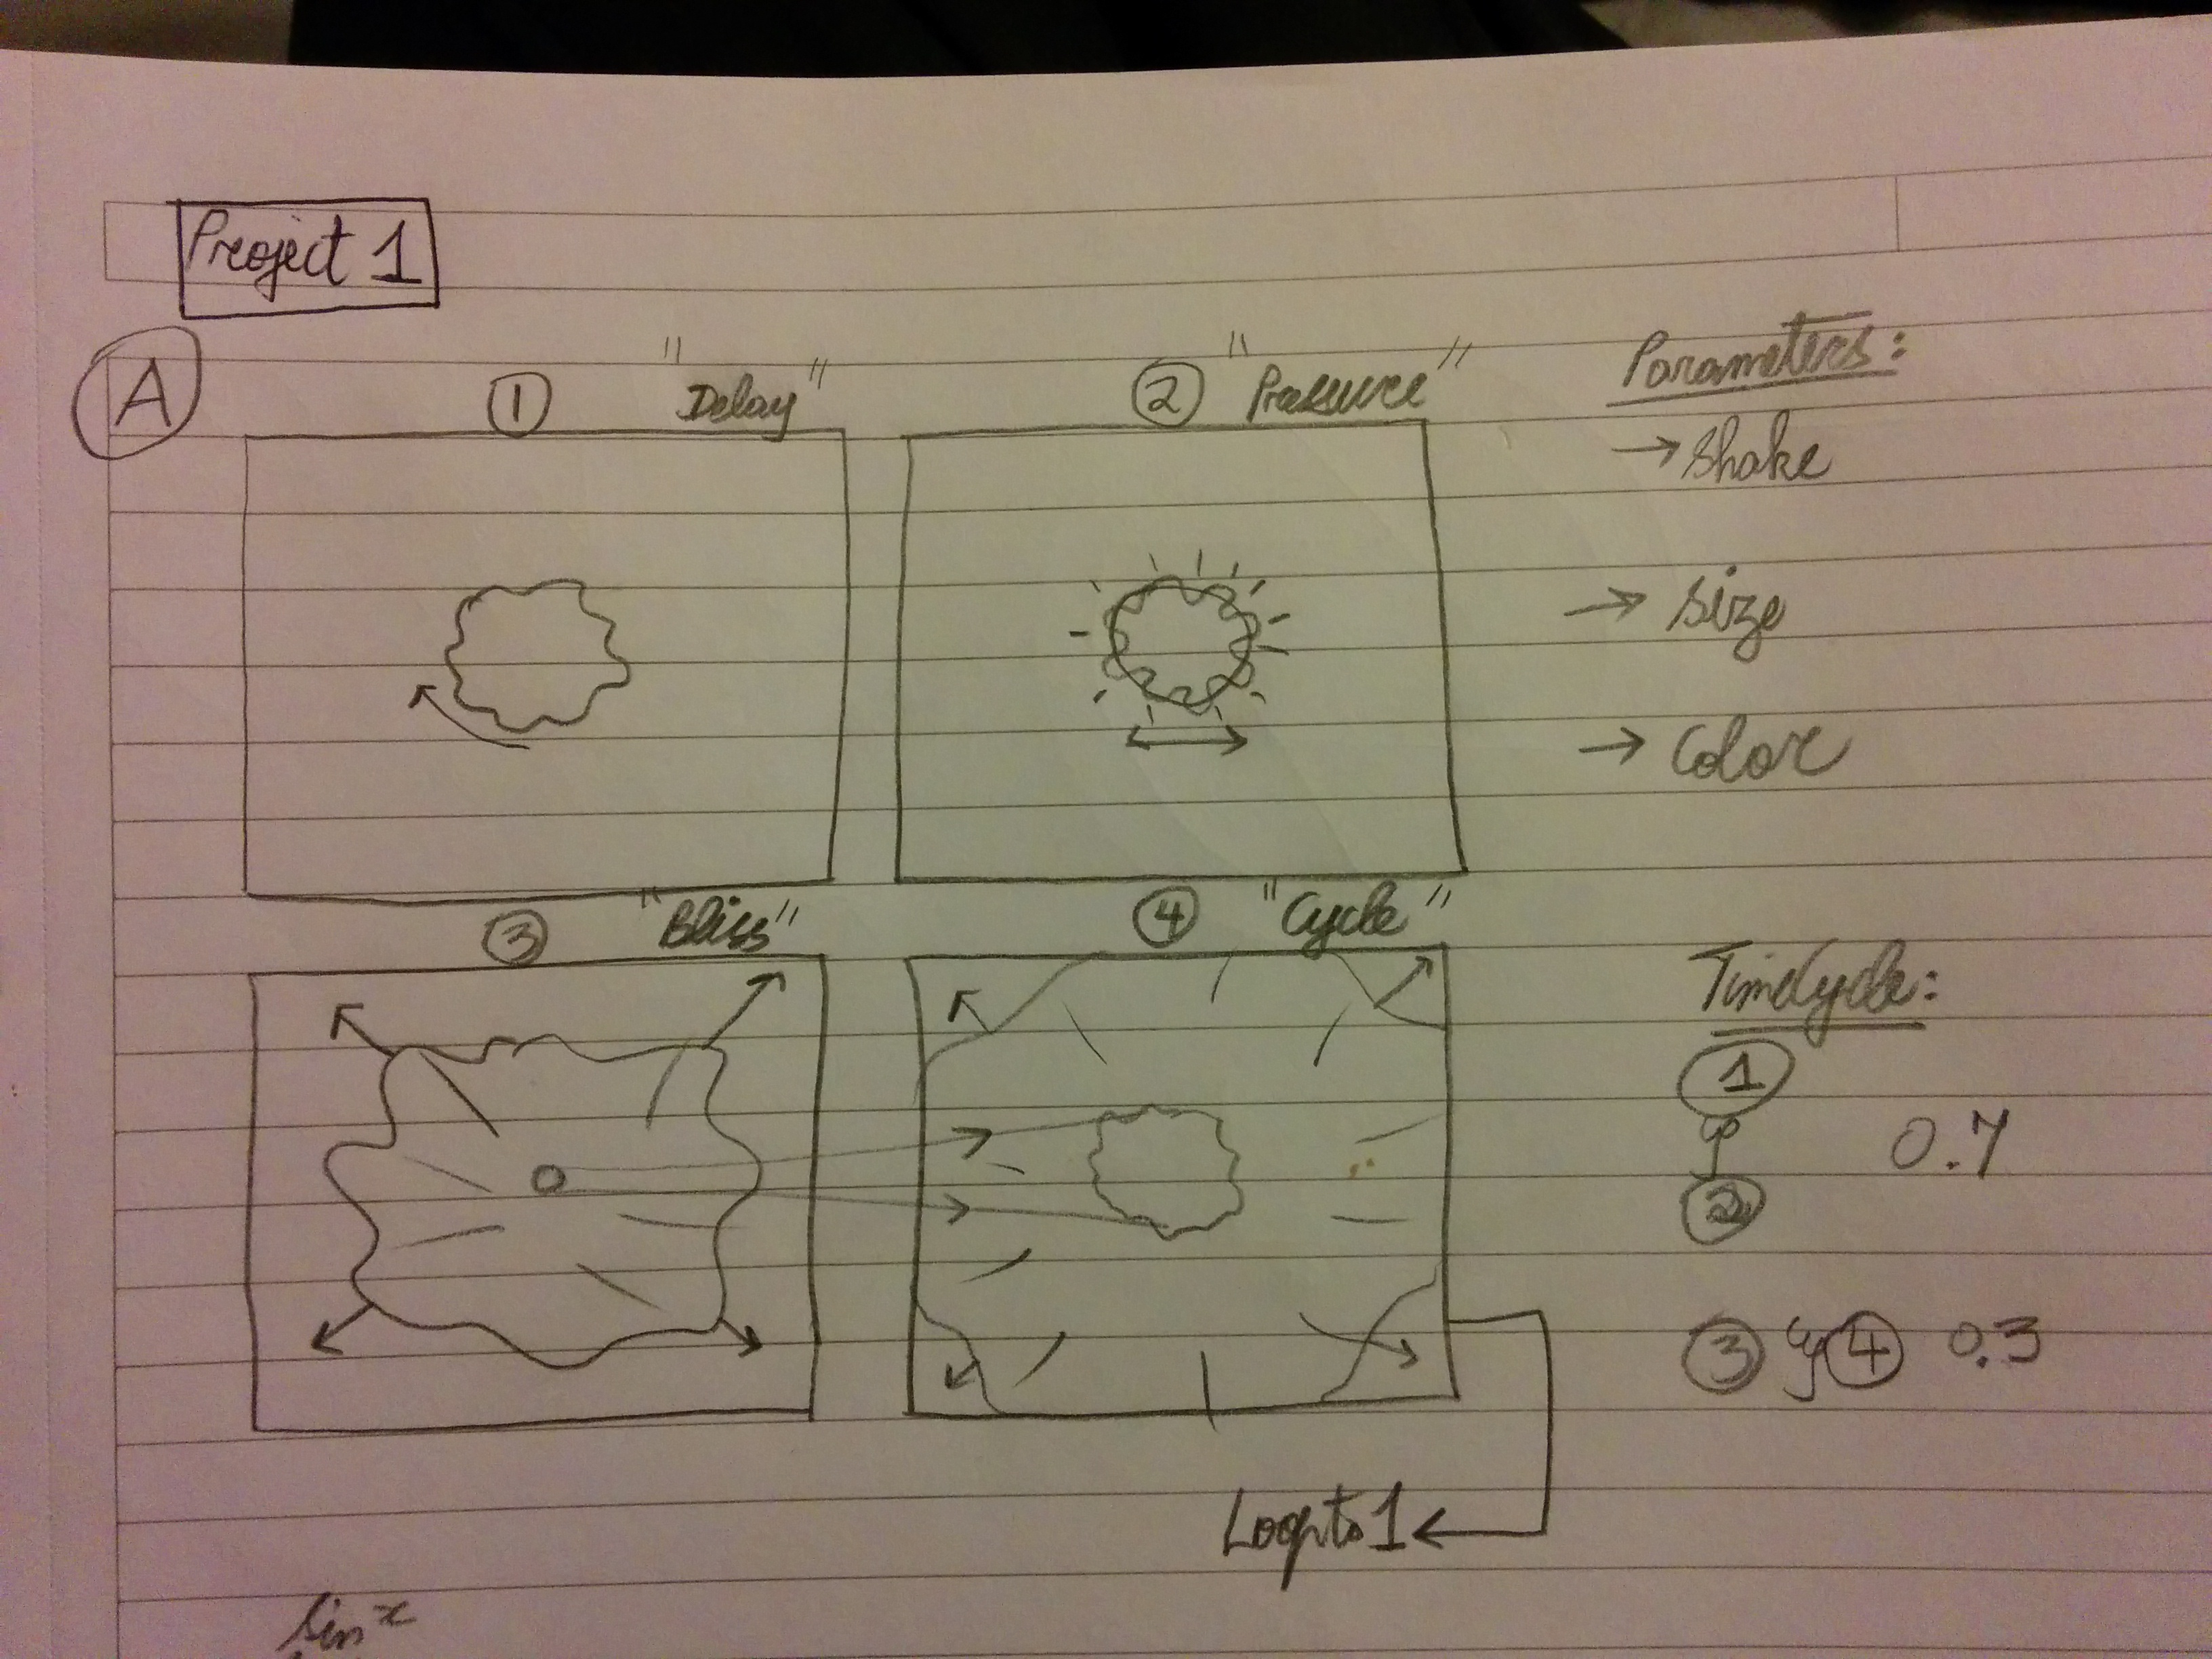 Project 1
A
① "Delay"
② "Pressure"
Parameters:
→ Shake
→ Size
→ Color
③ "Bliss"
④ "Cycle"
TimeCycle:
①
y 0.7
②
③ y ④ 0.3
Loop to 1
sin x